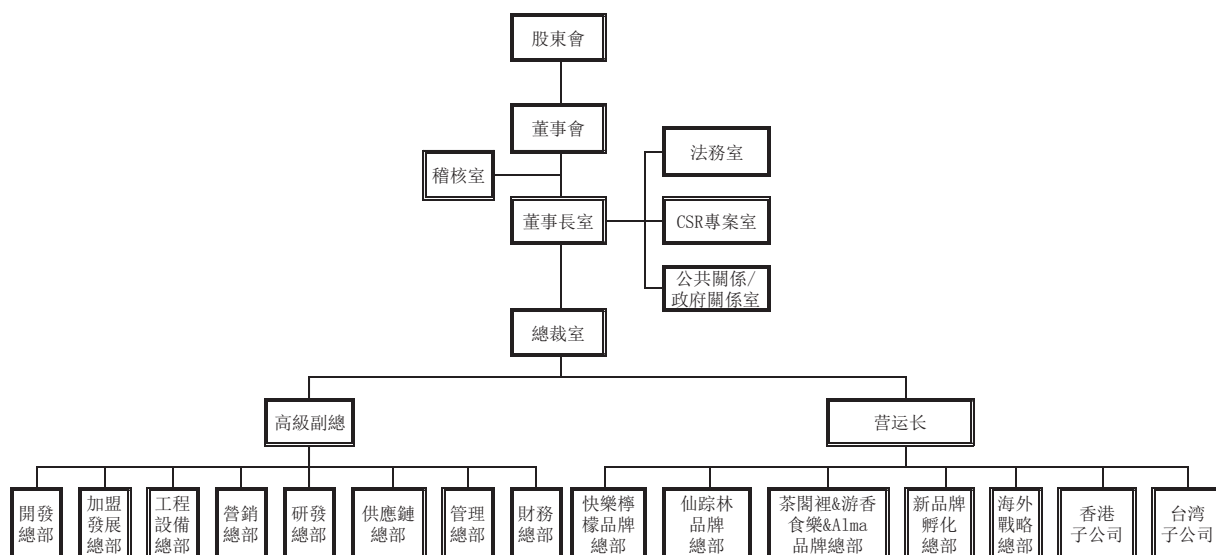 股東會
董事會
稽核室
法務室
董事長室
CSR專案室
公共關係/
政府關係室
總裁室
高級副總
营运长
開發
總部
加盟
發展
總部
工程
設備
總部
營銷
總部
研發
總部
供應鏈
總部
管理
總部
財務
總部
快樂檸
檬品牌
總部
仙踪林
品牌
總部
茶閣裡&游香
食樂&Alma
品牌總部
新品牌
孵化
總部
海外
戰略
總部
香港
子公司
台湾
子公司